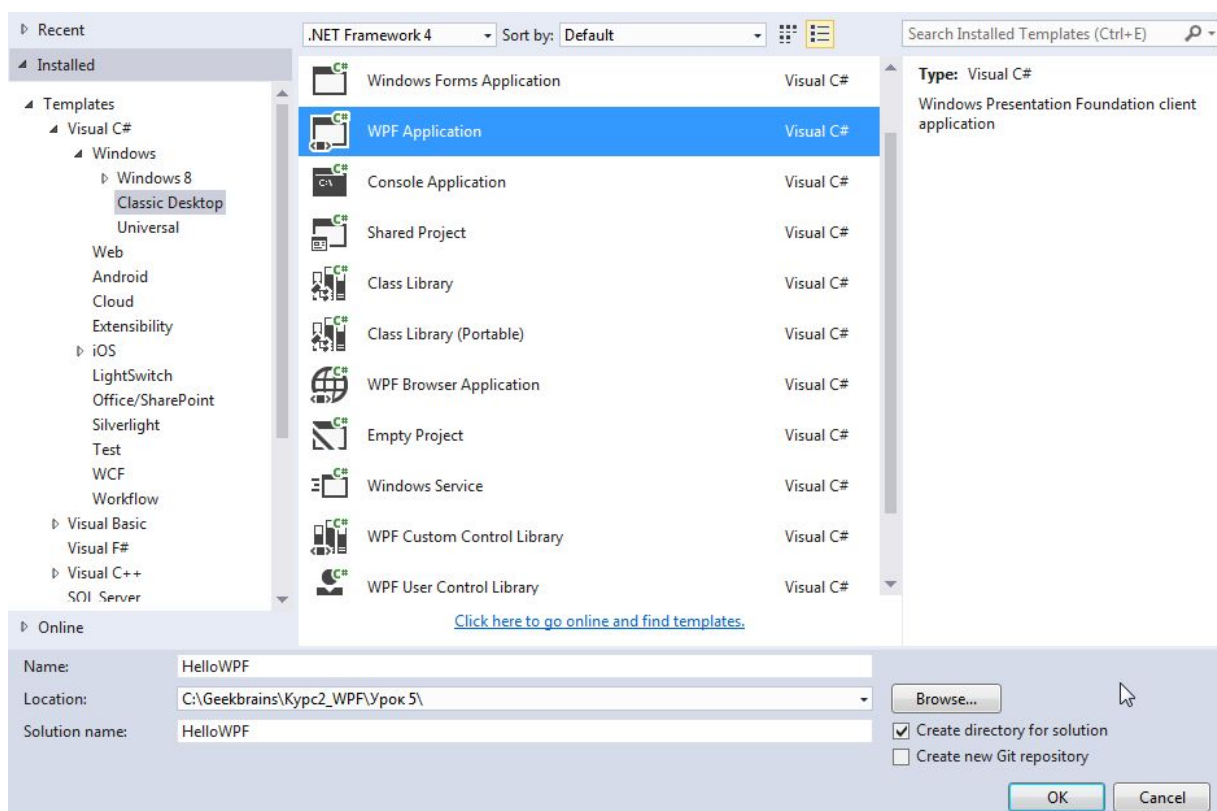 Recent
Installed
Templates
Visual C#
Windows
Windows 8
Classic Desktop
Universal
Web
Android
Cloud
Extensibility
iOS
LightSwitch
Office/SharePoint
Silverlight
Test
WCF
Workflow
Visual Basic
Visual F#
Visual C++
SQL Server
Online
.NET Framework 4 Sort by: Default
Windows Forms Application Visual C#
WPF Application Visual C#
Console Application Visual C#
Shared Project Visual C#
Class Library Visual C#
Class Library (Portable) Visual C#
WPF Browser Application Visual C#
Empty Project Visual C#
Windows Service Visual C#
WPF Custom Control Library Visual C#
WPF User Control Library Visual C#
Click here to go online and find templates.
Search Installed Templates (Ctrl+E)
Type: Visual C#
Windows Presentation Foundation client
application
Name: HelloWPF
Location: C:\Geekbrains\Курс2_WPF\Урок 5\
Browse...
Solution name: HelloWPF
Create directory for solution
Create new Git repository
OK Cancel